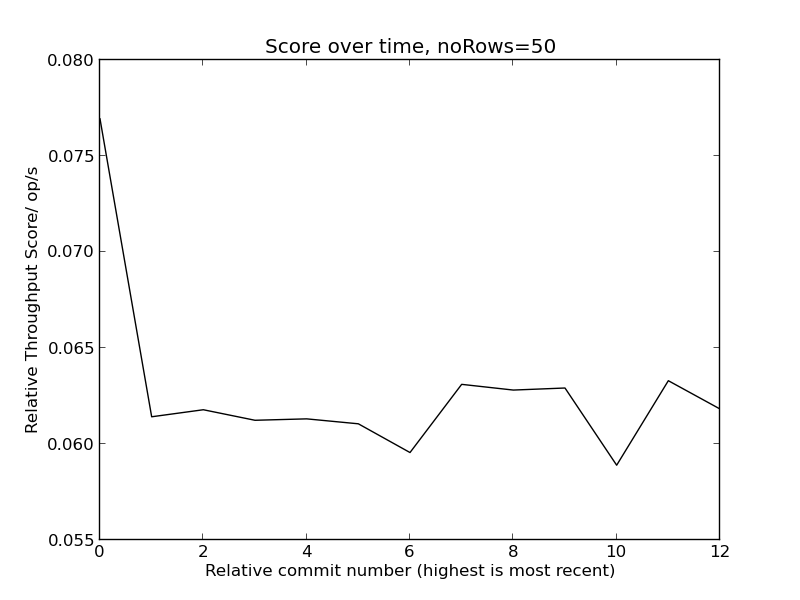 Score over time, noRows=50
0.080
0.075
0.070
0.065
0.060
0.055
Relative Throughput Score/ op/s
0 2 4 6 8 10 12
Relative commit number (highest is most recent)